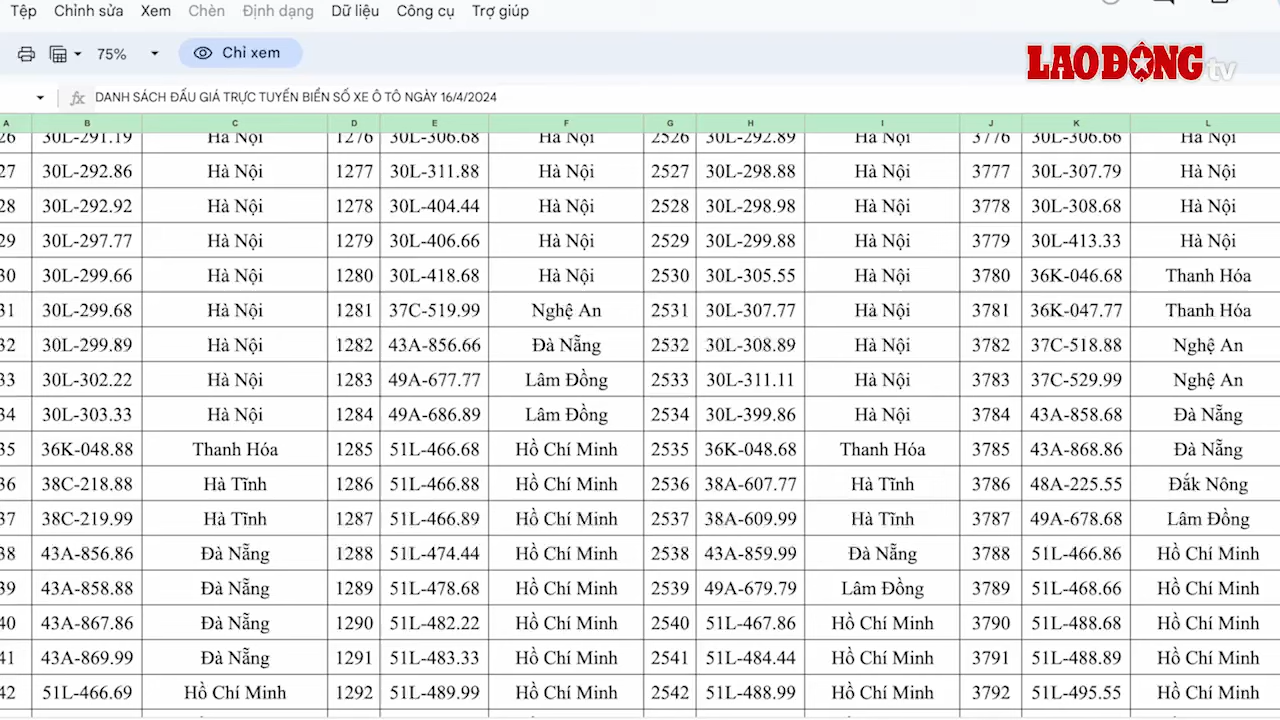 Tệp Chỉnh sửa Xem Chèn Định dạng Dữ liệu Công cụ Trợ giúp
75% Chỉ xem
LAO ĐỘNG tv
fx DANH SÁCH ĐẤU GIÁ TRỰC TUYẾN BIỂN SỐ XE Ô TÔ NGÀY 16/4/2024
A B C D E F G H I J K L
26 30L-291.19 Hà Nội 1276 30L-306.68 Hà Nội 2526 30L-292.89 Hà Nội 3776 30L-306.66 Hà Nội
27 30L-292.86 Hà Nội 1277 30L-311.88 Hà Nội 2527 30L-298.88 Hà Nội 3777 30L-307.79 Hà Nội
28 30L-292.92 Hà Nội 1278 30L-404.44 Hà Nội 2528 30L-298.98 Hà Nội 3778 30L-308.68 Hà Nội
29 30L-297.77 Hà Nội 1279 30L-406.66 Hà Nội 2529 30L-299.88 Hà Nội 3779 30L-413.33 Hà Nội
30 30L-299.66 Hà Nội 1280 30L-418.68 Hà Nội 2530 30L-305.55 Hà Nội 3780 36K-046.68 Thanh Hóa
31 30L-299.68 Hà Nội 1281 37C-519.99 Nghệ An 2531 30L-307.77 Hà Nội 3781 36K-047.77 Thanh Hóa
32 30L-299.89 Hà Nội 1282 43A-856.66 Đà Nẵng 2532 30L-308.89 Hà Nội 3782 37C-518.88 Nghệ An
33 30L-302.22 Hà Nội 1283 49A-677.77 Lâm Đồng 2533 30L-311.11 Hà Nội 3783 37C-529.99 Nghệ An
34 30L-303.33 Hà Nội 1284 49A-686.89 Lâm Đồng 2534 30L-399.86 Hà Nội 3784 43A-858.68 Đà Nẵng
35 36K-048.88 Thanh Hóa 1285 51L-466.68 Hồ Chí Minh 2535 36K-048.68 Thanh Hóa 3785 43A-868.86 Đà Nẵng
36 38C-218.88 Hà Tĩnh 1286 51L-466.88 Hồ Chí Minh 2536 38A-607.77 Hà Tĩnh 3786 48A-225.55 Đắk Nông
37 38C-219.99 Hà Tĩnh 1287 51L-466.89 Hồ Chí Minh 2537 38A-609.99 Hà Tĩnh 3787 49A-678.68 Lâm Đồng
38 43A-856.86 Đà Nẵng 1288 51L-474.44 Hồ Chí Minh 2538 43A-859.99 Đà Nẵng 3788 51L-466.86 Hồ Chí Minh
39 43A-858.88 Đà Nẵng 1289 51L-478.68 Hồ Chí Minh 2539 49A-679.79 Lâm Đồng 3789 51L-468.66 Hồ Chí Minh
40 43A-867.86 Đà Nẵng 1290 51L-482.22 Hồ Chí Minh 2540 51L-467.86 Hồ Chí Minh 3790 51L-488.68 Hồ Chí Minh
41 43A-869.99 Đà Nẵng 1291 51L-483.33 Hồ Chí Minh 2541 51L-484.44 Hồ Chí Minh 3791 51L-488.89 Hồ Chí Minh
42 51L-466.69 Hồ Chí Minh 1292 51L-489.99 Hồ Chí Minh 2542 51L-488.99 Hồ Chí Minh 3792 51L-495.55 Hồ Chí Minh